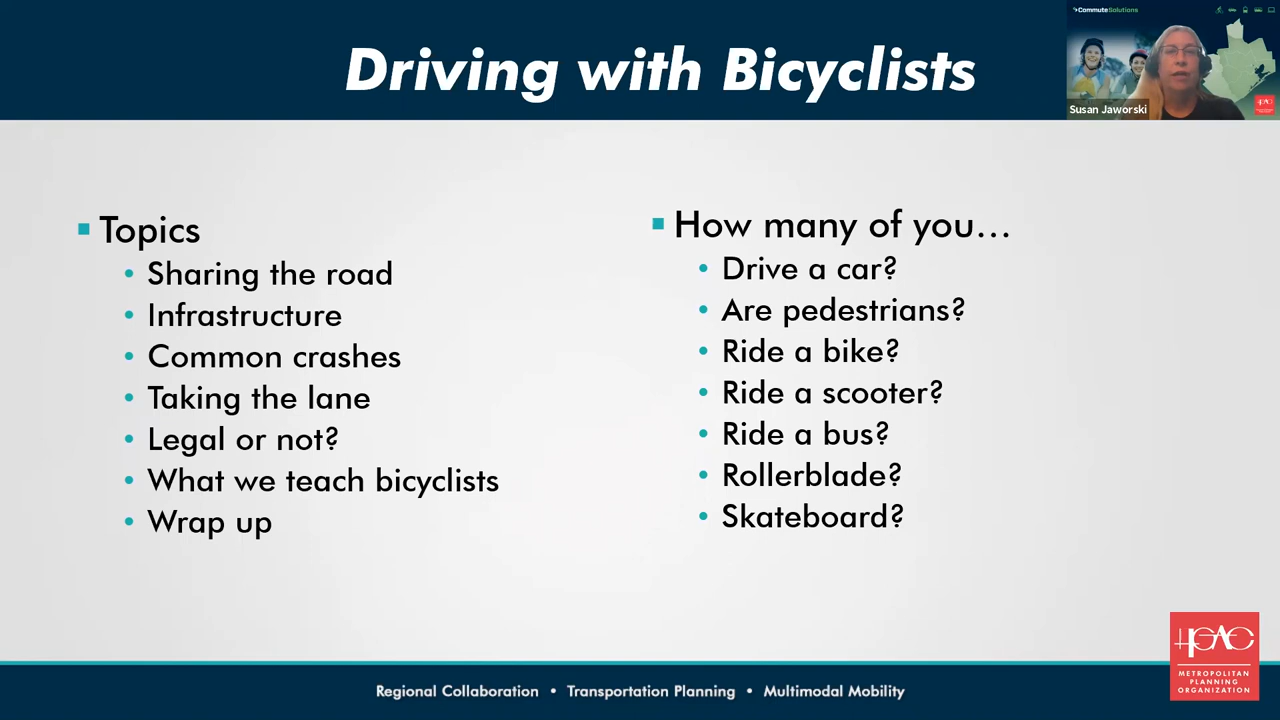 Driving with Bicyclists
CommuteSolutions
Susan Jaworski
Topics
Sharing the road
Infrastructure
Common crashes
Taking the lane
Legal or not?
What we teach bicyclists
Wrap up
How many of you...
Drive a car?
Are pedestrians?
Ride a bike?
Ride a scooter?
Ride a bus?
Rollerblade?
Skateboard?
HGAC
METROPOLITAN
PLANNING
ORGANIZATION
Regional Collaboration • Transportation Planning • Multimodal Mobility